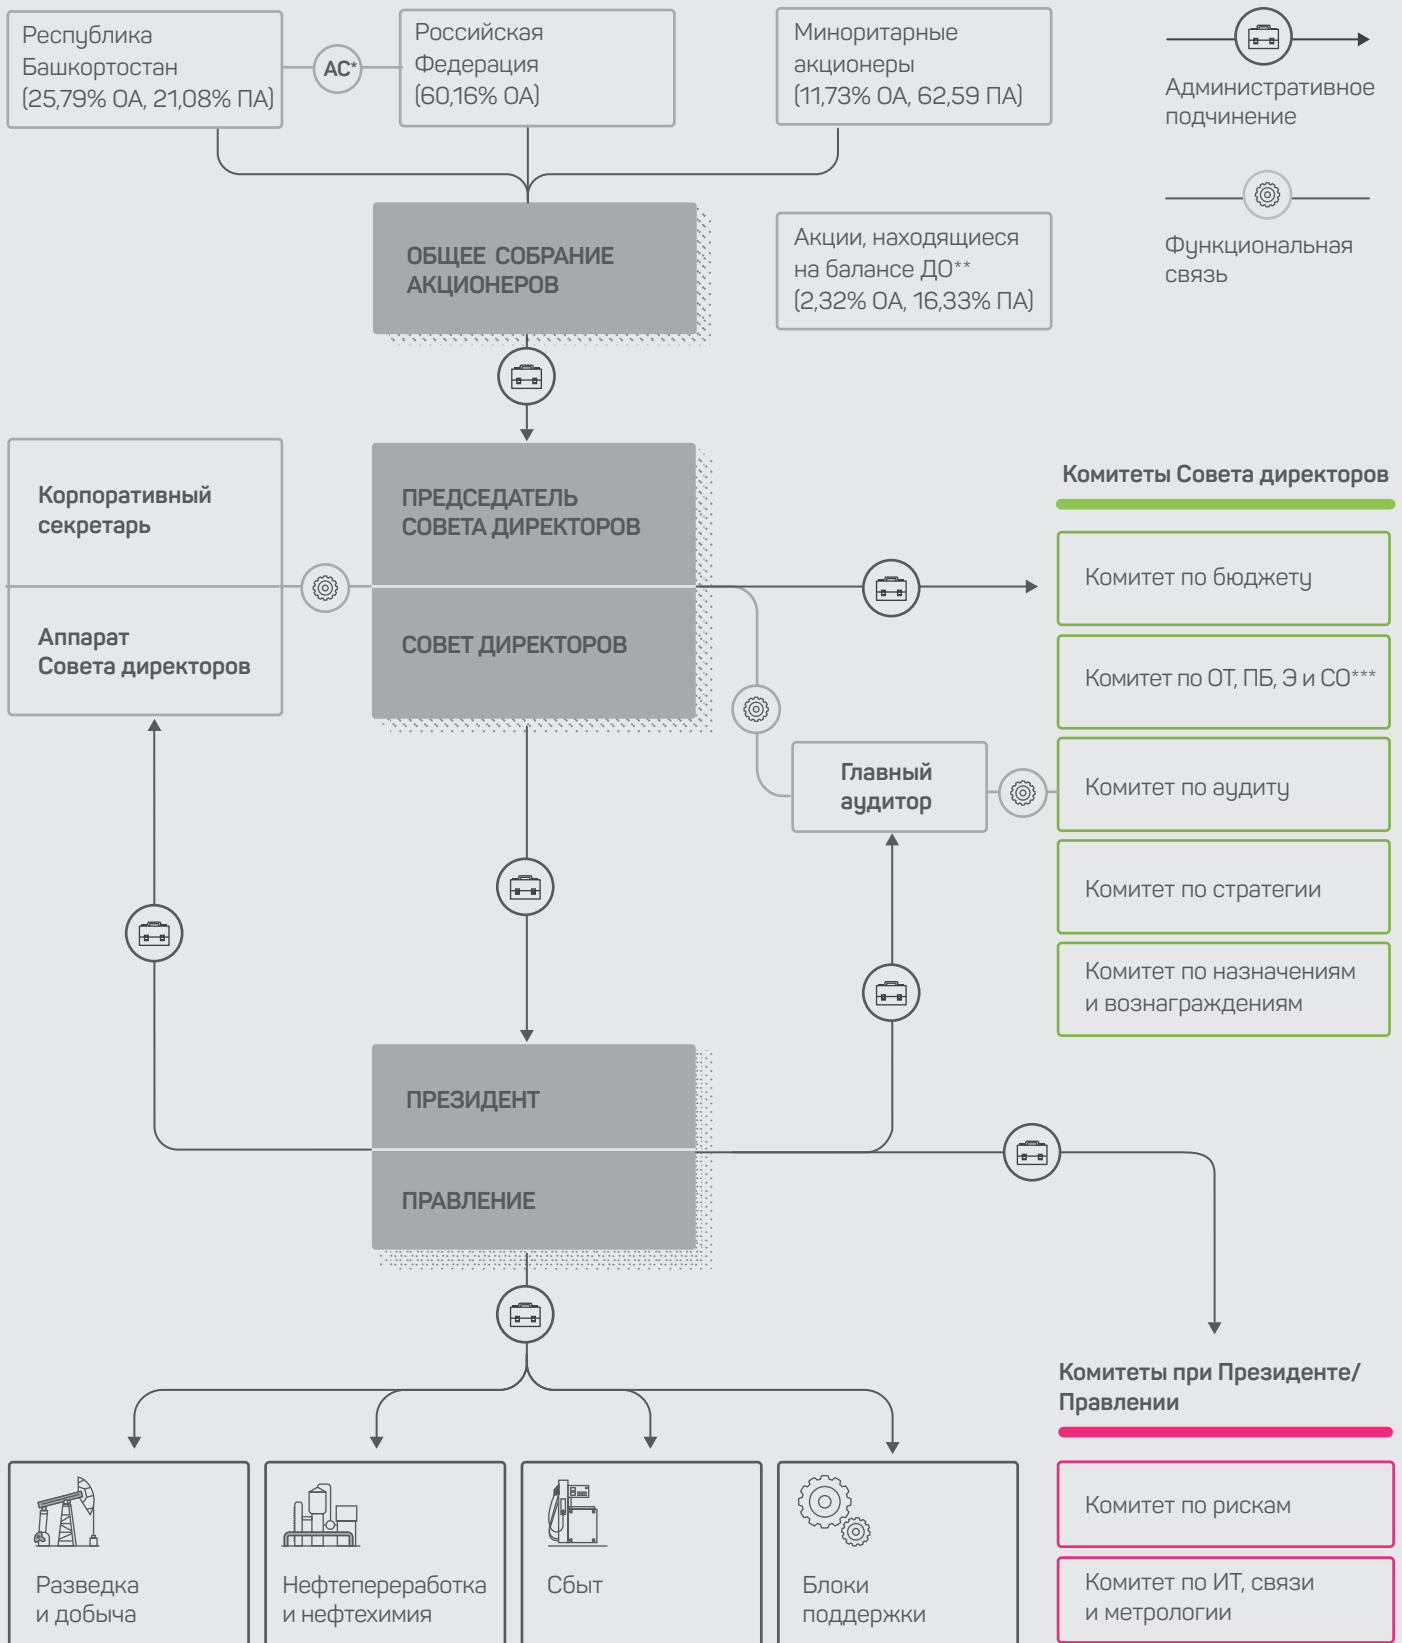 Республика
Башкортостан
(25,79% ОА, 21,08% ПА)
АС*
Российская
Федерация
(60,16% ОА)
Миноритарные
акционеры
(11,73% ОА, 62,59 ПА)
Административное
подчинение
Функциональная
связь
ОБЩЕЕ СОБРАНИЕ
АКЦИОНЕРОВ
Акции, находящиеся
на балансе ДО**
(2,32% ОА, 16,33% ПА)
Корпоративный
секретарь
Аппарат
Совета директоров
ПРЕДСЕДАТЕЛЬ
СОВЕТА ДИРЕКТОРОВ
СОВЕТ ДИРЕКТОРОВ
Комитеты Совета директоров
Комитет по бюджету
Комитет по ОТ, ПБ, Э и СО***
Комитет по аудиту
Комитет по стратегии
Комитет по назначениям
и вознаграждениям
Главный
аудитор
ПРЕЗИДЕНТ
ПРАВЛЕНИЕ
Комитеты при Президенте/
Правлении
Комитет по рискам
Комитет по ИТ, связи
и метрологии
Разведка
и добыча
Нефтепереработка
и нефтехимия
Сбыт
Блоки
поддержки